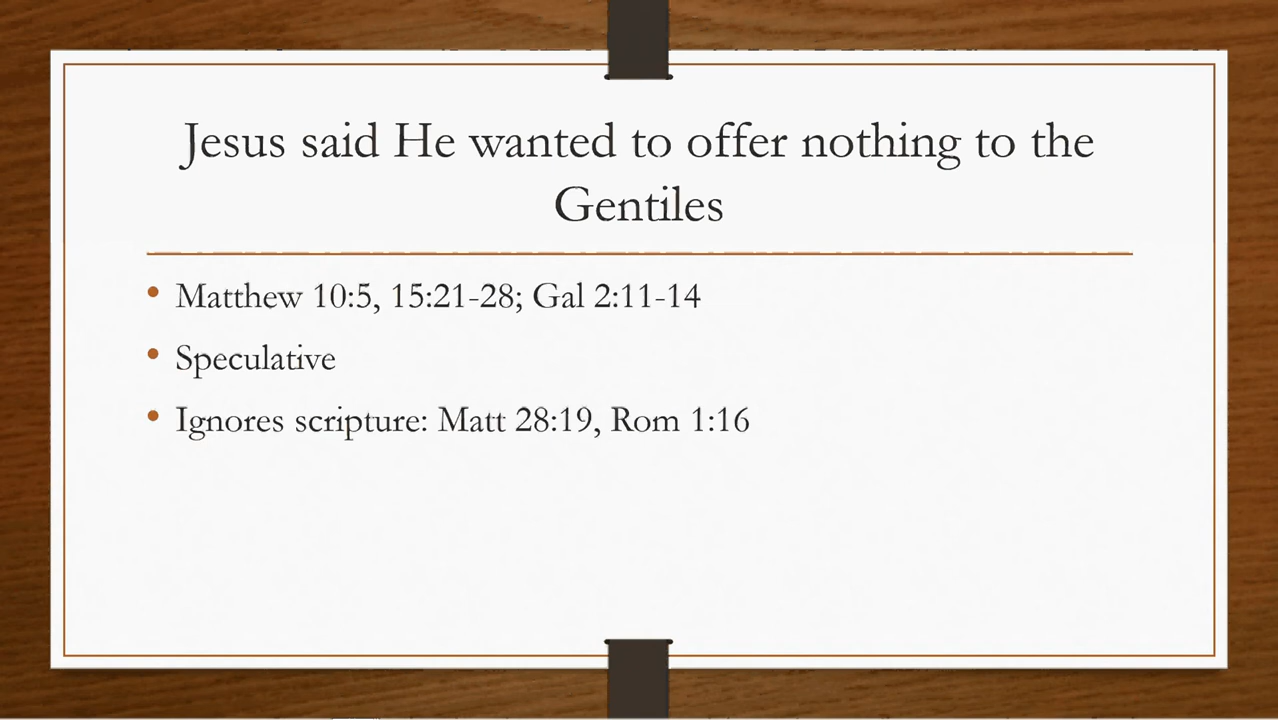 Jesus said He wanted to offer nothing to the
Gentiles
• Matthew 10:5, 15:21-28; Gal 2:11-14
• Speculative
• Ignores scripture: Matt 28:19, Rom 1:16